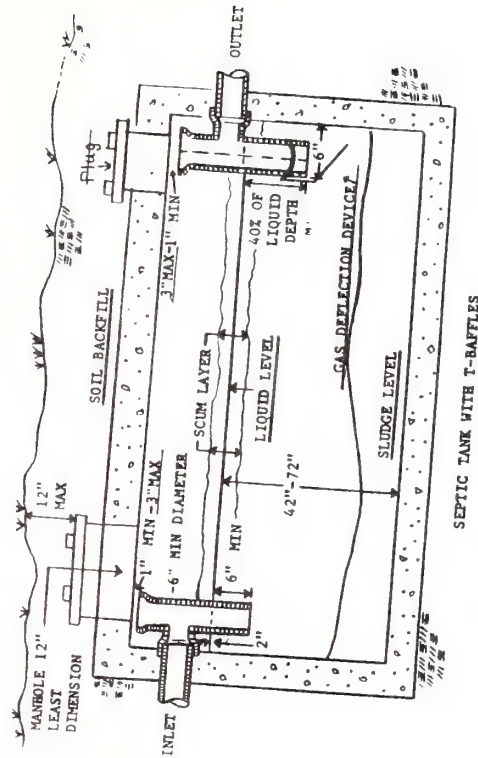 12"
MAX
MANHOLE 12"
LEAST
DIMENSION
SOIL BACKFILL
Plug
1" MIN -3"MAX
-6" MIN DIAMETER
3"MAX-1" MIN
INLET
OUTLET
2"
6"
MIN
SCUM LAYER
LIQUID LEVEL
42"-72"
40% OF
LIQUID
DEPTH
6"
GAS DEFLECTION DEVICE
SLUDGE LEVEL
SEPTIC TANK WITH T-BAFFLES